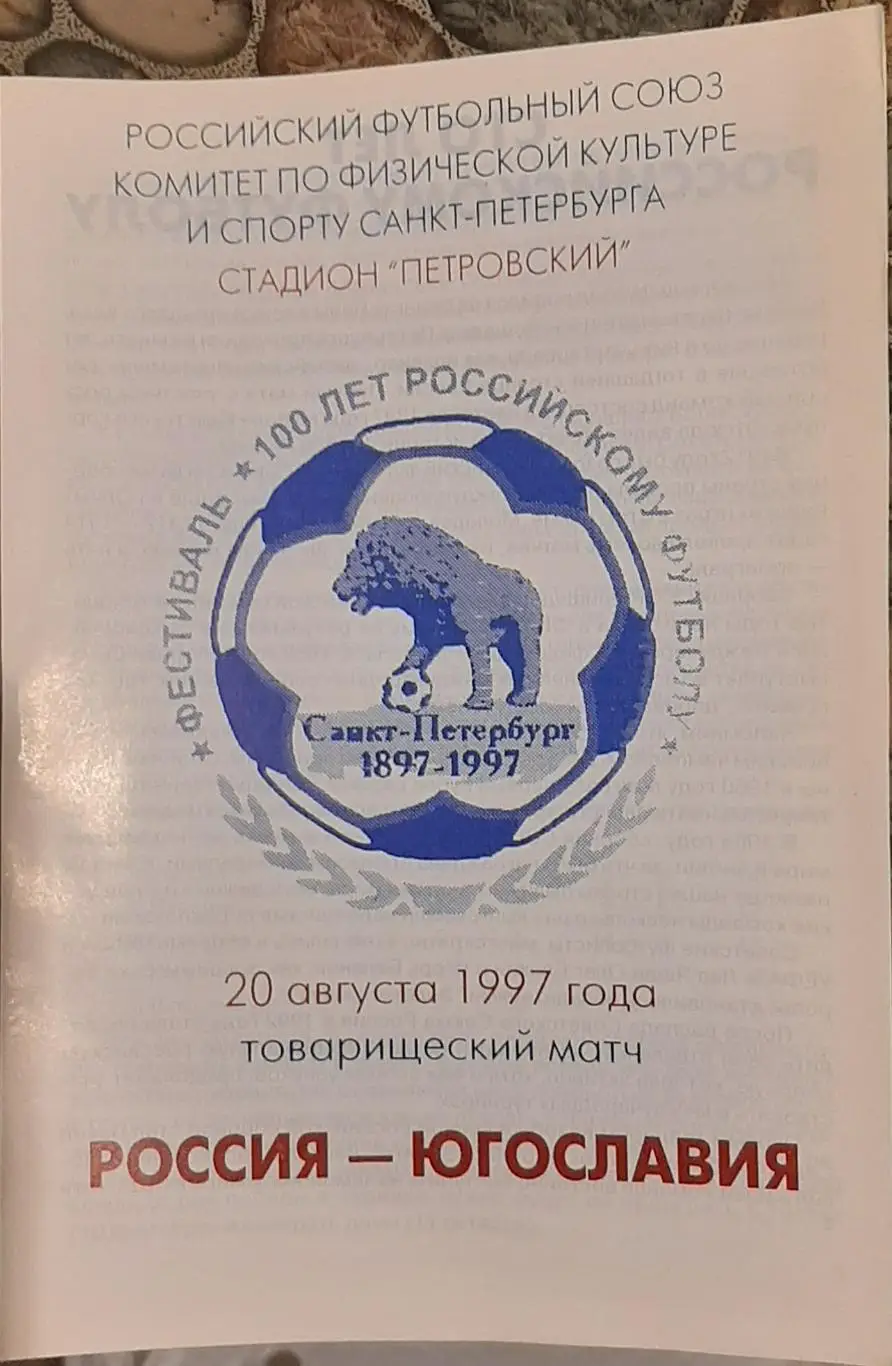 РОССИЙСКИЙ ФУТБОЛЬНЫЙ СОЮЗ
КОМИТЕТ ПО ФИЗИЧЕСКОЙ КУЛЬТУРЕ
И СПОРТУ САНКТ-ПЕТЕРБУРГА
СТАДИОН "ПЕТРОВСКИЙ"
★ ФЕСТИВАЛЬ ★ 100 ЛЕТ РОССИЙСКОМУ ФУТБОЛУ ★
Санкт-Петербург
1897-1997
20 августа 1997 года
товарищеский матч
РОССИЯ — ЮГОСЛАВИЯ